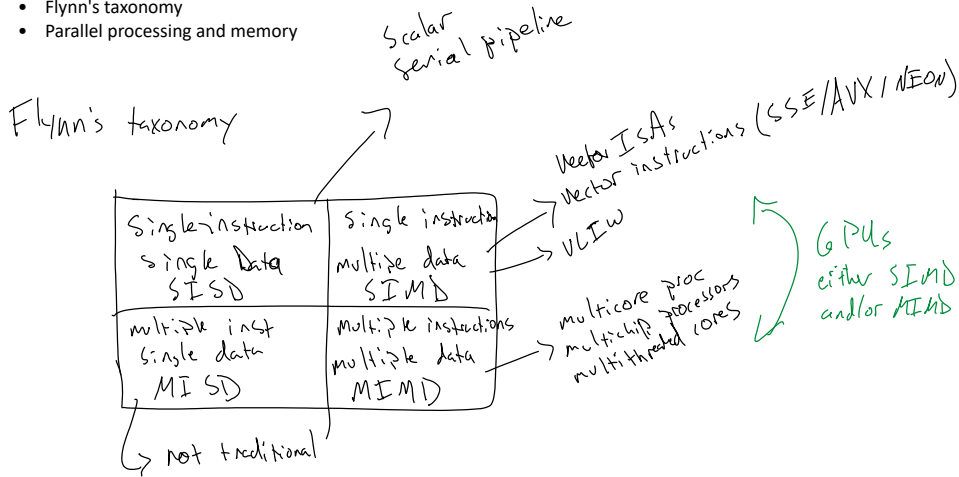 • Flynn's taxonomy
• Parallel processing and memory
Scalar
serial pipeline
Flynn's taxonomy
vector ISAs
vector instructions (SSE/AVX/NEON)
VLIW
single-instruction
single data
SISD
single instruction
multiple data
SIMD
multiple inst
single data
MISD
multiple instructions
multiple data
MIMD
multicore proc
multichip processors
multithreaded cores
GPUs
either SIMD
and/or MIMD
not traditional